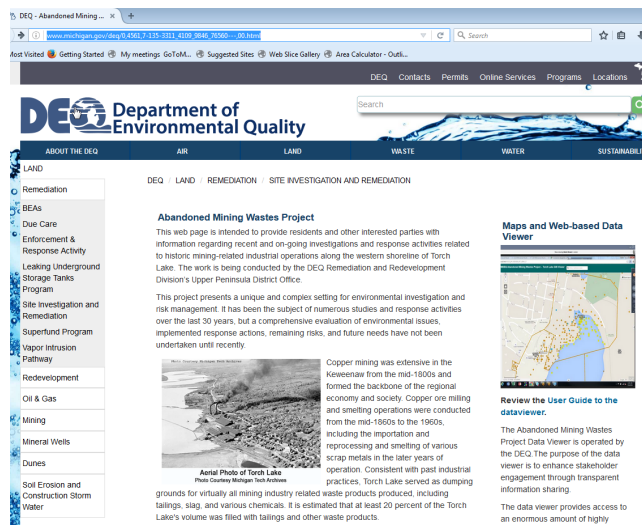 DEQ - Abandoned Mining ...
www.michigan.gov/deq/0,4561,7-135-3311_4109_9846_76560---,00.html
Search
Most Visited Getting Started My meetings GoToM... Suggested Sites Web Slice Gallery Area Calculator - Outli...
DEQ Contacts Permits Online Services Programs Locations
DEQ Department of
Environmental Quality
Search
ABOUT THE DEQ AIR LAND WASTE WATER SUSTAINABILI
LAND
Remediation
BEAs
Due Care
Enforcement &
Response Activity
Leaking Underground
Storage Tanks
Program
Site Investigation and
Remediation
Superfund Program
Vapor Intrusion
Pathway
Redevelopment
Oil & Gas
Mining
Mineral Wells
Dunes
Soil Erosion and
Construction Storm
Water
DEQ / LAND / REMEDIATION / SITE INVESTIGATION AND REMEDIATION
Abandoned Mining Wastes Project
This web page is intended to provide residents and other interested parties with
information regarding recent and on-going investigations and response activities related
to historic mining-related industrial operations along the western shoreline of Torch
Lake. The work is being conducted by the DEQ Remediation and Redevelopment
Division's Upper Peninsula District Office.
This project presents a unique and complex setting for environmental investigation and
risk management. It has been the subject of numerous studies and response activities
over the last 30 years, but a comprehensive evaluation of environmental issues,
implemented response actions, remaining risks, and future needs have not been
undertaken until recently.
Photo Courtesy Michigan Tech Archives
Aerial Photo of Torch Lake
Photo Courtesy Michigan Tech Archives
Copper mining was extensive in the
Keweenaw from the mid-1800s and
formed the backbone of the regional
economy and society. Copper ore milling
and smelting operations were conducted
from the mid-1860s to the 1960s,
including the importation and
reprocessing and smelting of various
scrap metals in the later years of
operation. Consistent with past industrial
practices, Torch Lake served as dumping
grounds for virtually all mining industry related waste products produced, including
tailings, slag, and various chemicals. It is estimated that at least 20 percent of the Torch
Lake's volume was filled with tailings and other waste products.
Maps and Web-based Data
Viewer
Review the User Guide to the
dataviewer.
The Abandoned Mining Wastes
Project Data Viewer is operated by
the DEQ.The purpose of the data
viewer is to enhance stakeholder
engagement through transparent
information sharing.
The data viewer provides access to
an enormous amount of highly